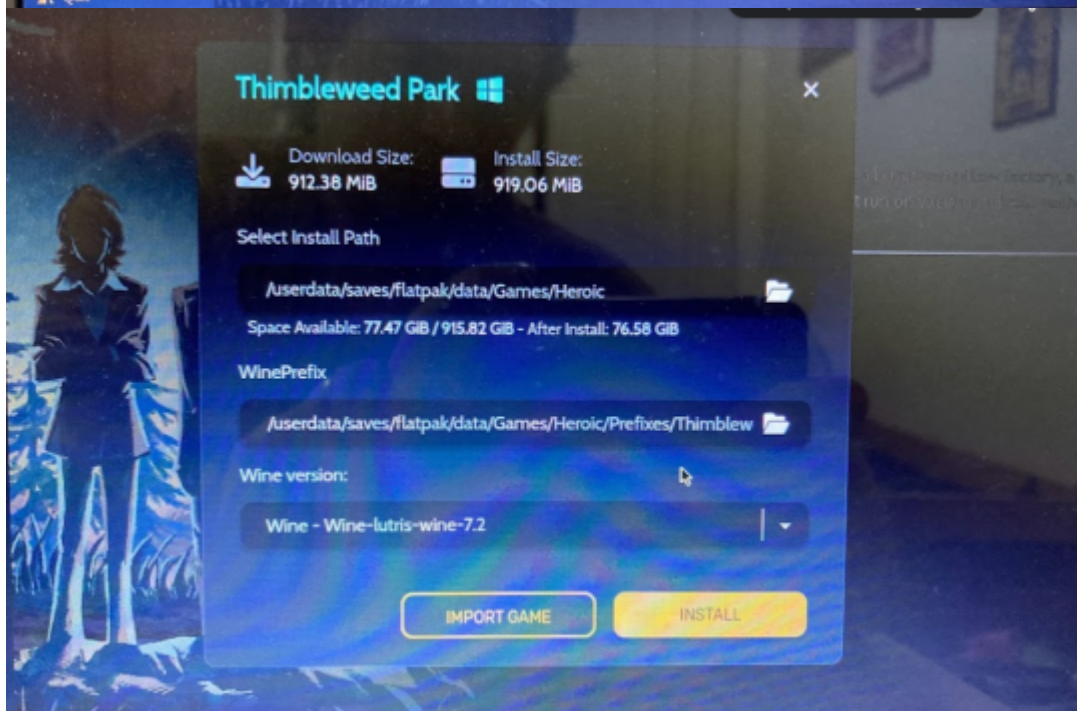 Thimbleweed Park
Download Size:
912.38 MiB
Install Size:
919.06 MiB
Select Install Path
/userdata/saves/flatpak/data/Games/Heroic
Space Available: 77.47 GiB / 915.82 GiB - After Install: 76.58 GiB
WinePrefix
/userdata/saves/flatpak/data/Games/Heroic/Prefixes/Thimblew
Wine version:
Wine - Wine-lutris-wine-7.2
IMPORT GAME
INSTALL